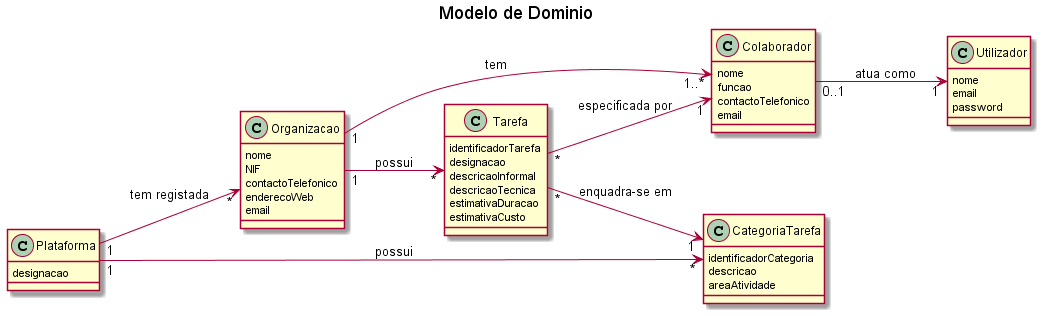 Modelo de Dominio
C Plataforma
designacao
C Organizacao
nome
NIF
contactoTelefonico
enderecoWeb
email
C Tarefa
identificadorTarefa
designacao
descricaoInformal
descricaoTecnica
estimativaDuracao
estimativaCusto
C Colaborador
nome
funcao
contactoTelefonico
email
C CategoriaTarefa
identificadorCategoria
descricao
areaAtividade
C Utilizador
nome
email
password
tem registada
1
*
possui
1
*
tem
1
1..*
possui
1
*
especificada por
*
1
enquadra-se em
*
1
atua como
0..1
1